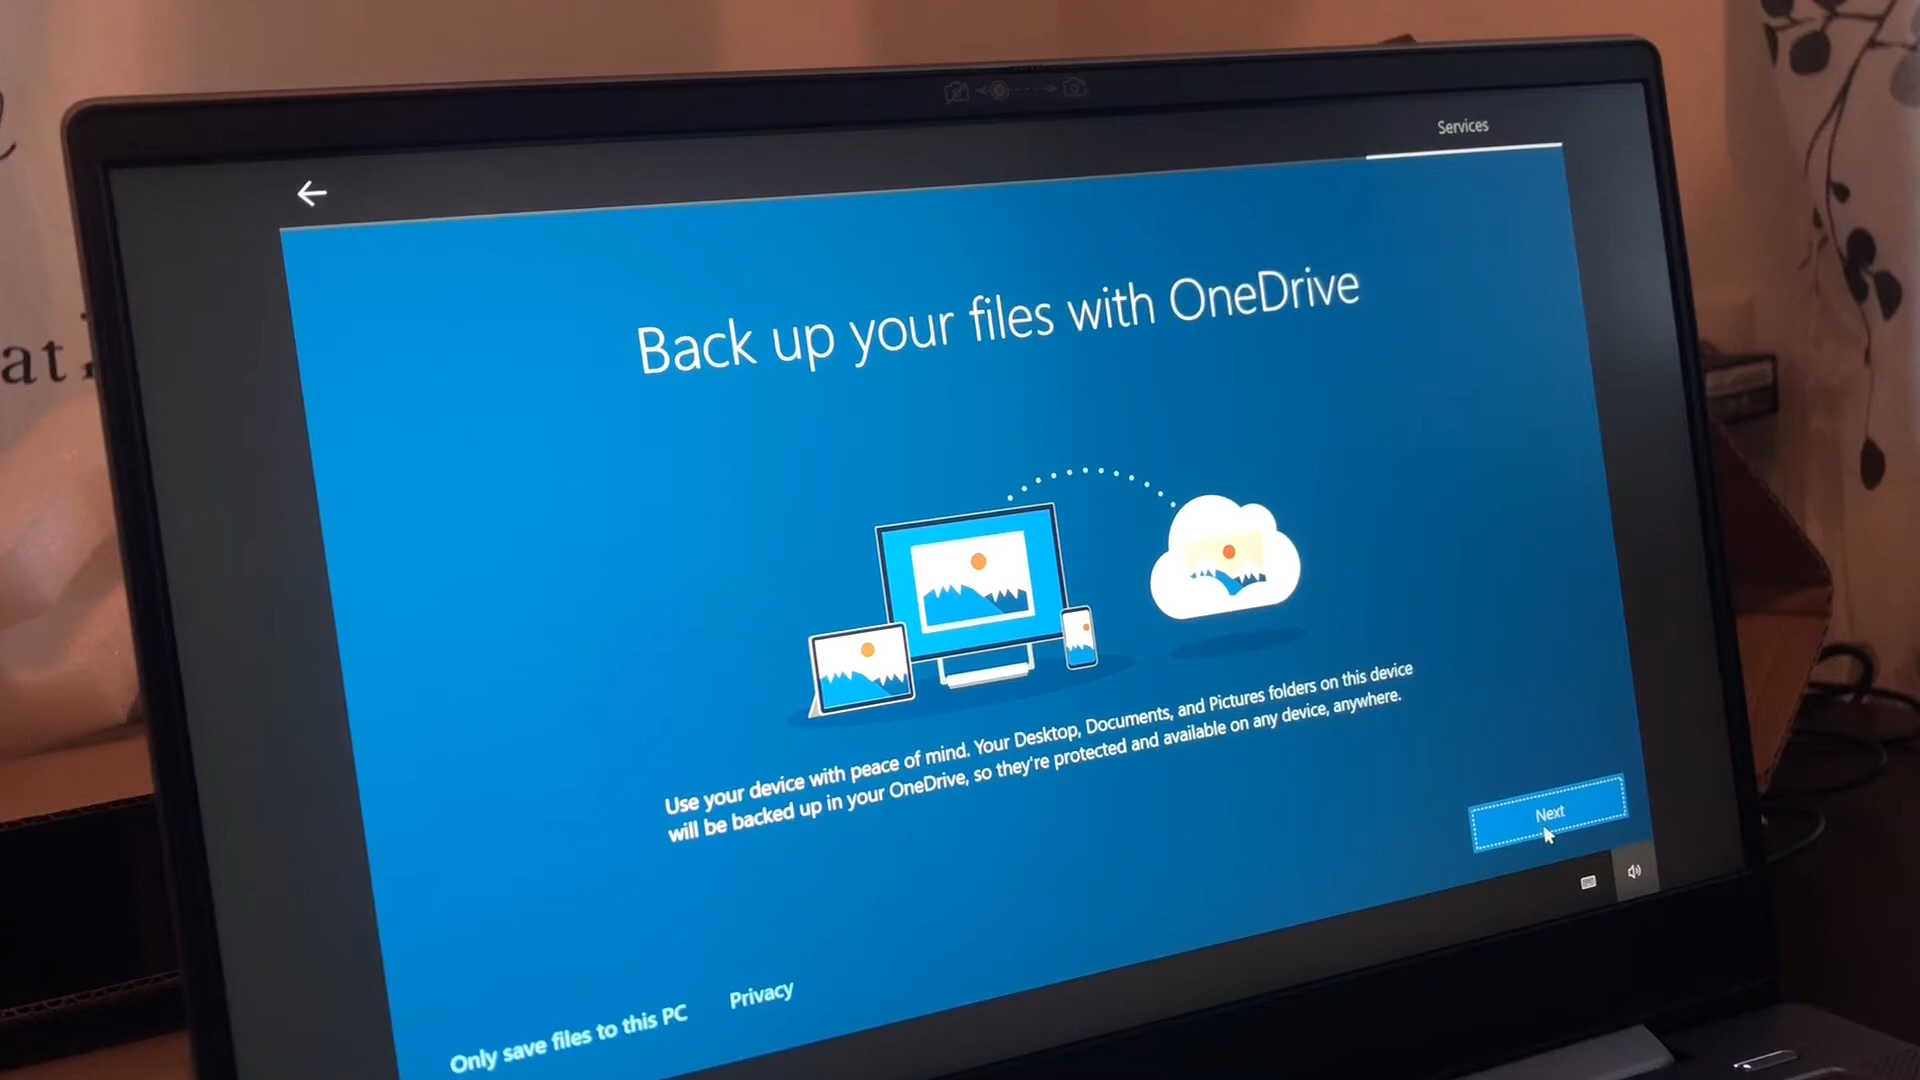 Services
Back up your files with OneDrive
Use your device with peace of mind. Your Desktop, Documents, and Pictures folders on this device
will be backed up in your OneDrive, so they're protected and available on any device, anywhere.
Next
Only save files to this PC
Privacy
at